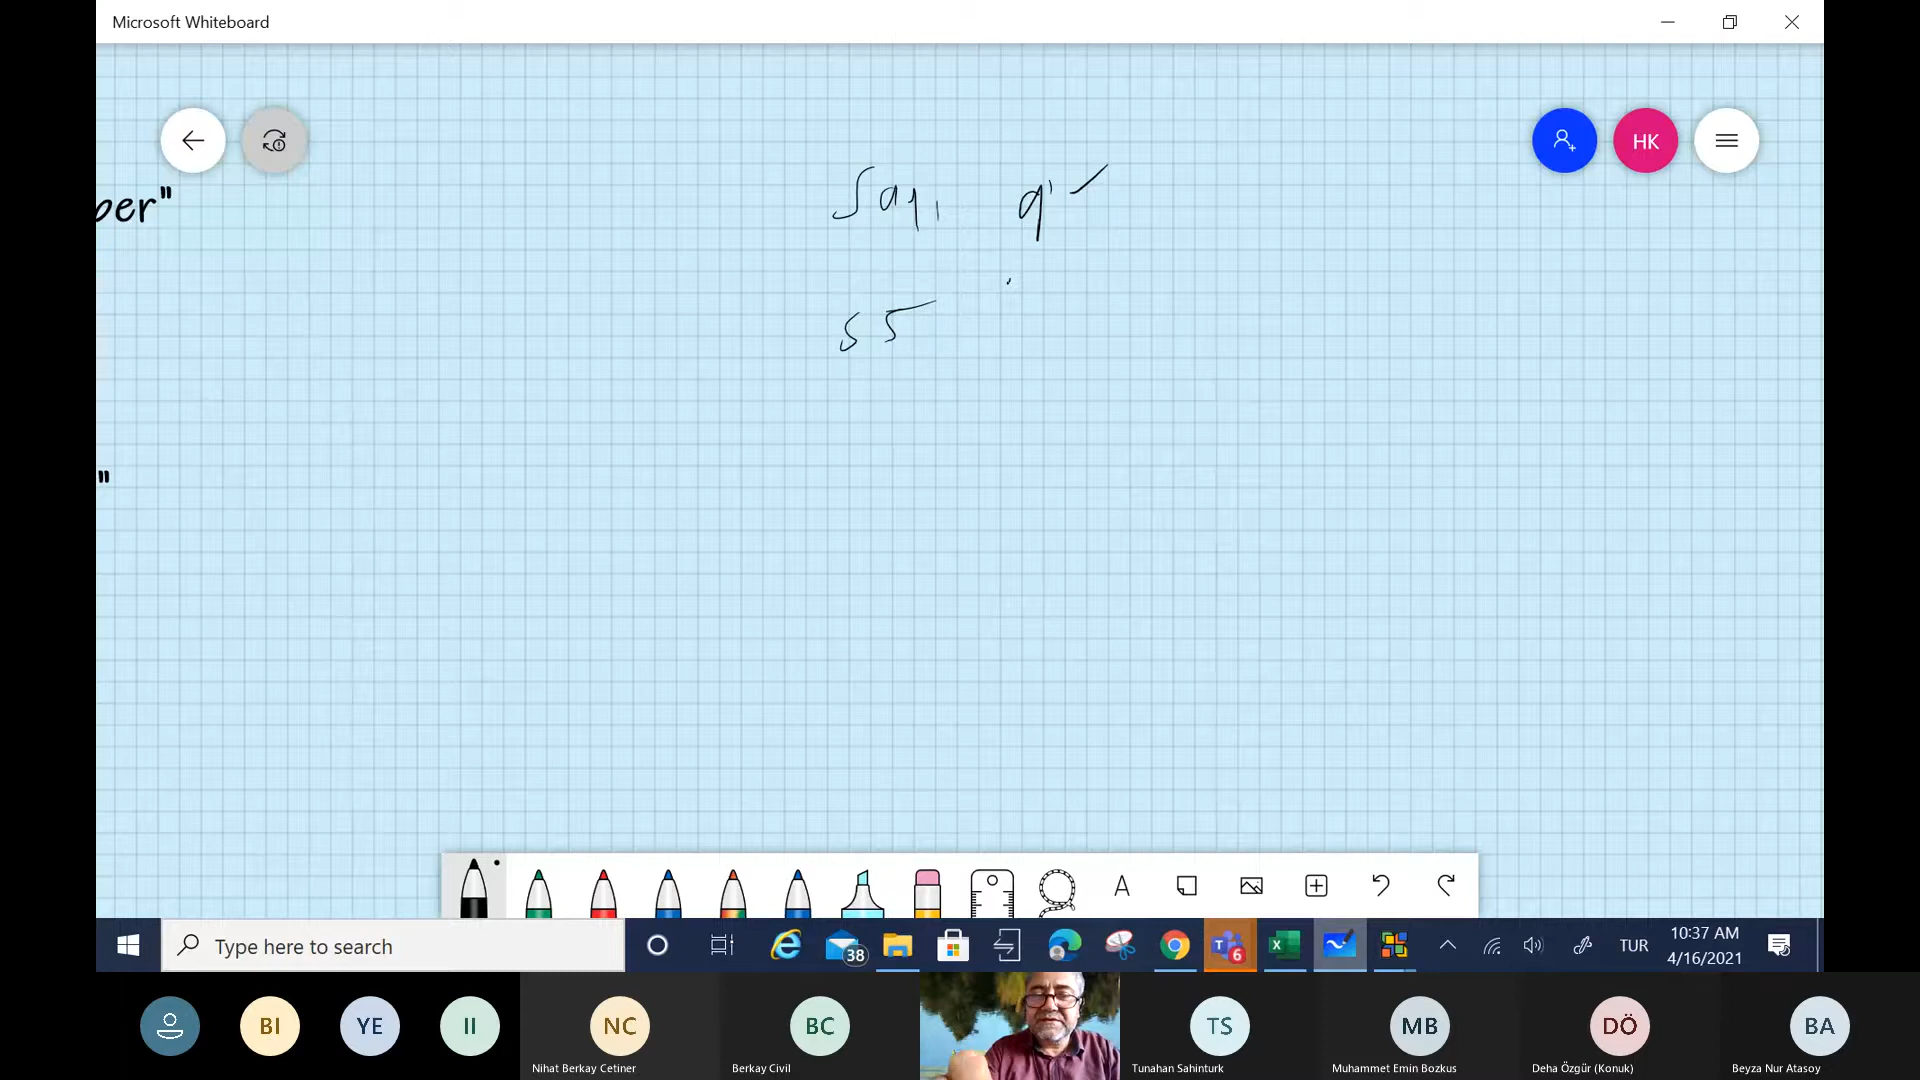 Microsoft Whiteboard
HK
per"
55
"
A
Type here to search
38
6
TUR
10:37 AM
4/16/2021
BI
YE
II
NC
Nihat Berkay Cetiner
BC
Berkay Civil
TS
Tunahan Sahinturk
MB
Muhammet Emin Bozkus
DÖ
Deha Özgür (Konuk)
BA
Beyza Nur Atasoy